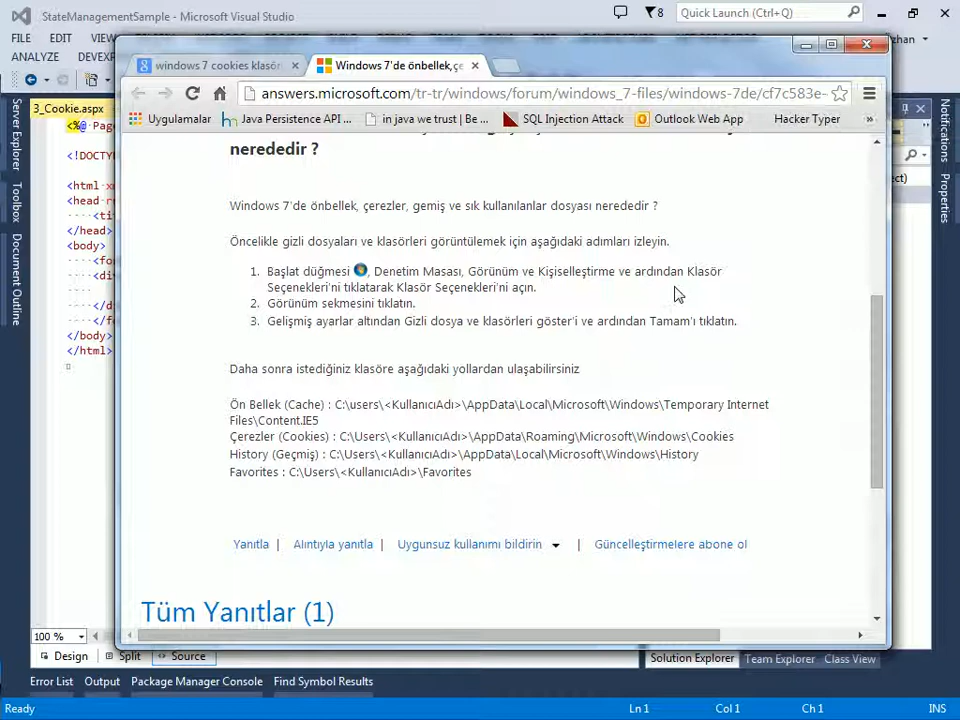 StateManagementSample - Microsoft Visual Studio
8
Quick Launch (Ctrl+Q)
FILE EDIT VIEW
zhan
ANALYZE DEVEXP
windows 7 cookies klasör
Windows 7'de önbellek,çe
answers.microsoft.com/tr-tr/windows/forum/windows_7-files/windows-7de/cf7c583e-
Uygulamalar
Java Persistence API ...
in java we trust | Be ...
SQL Injection Attack
Outlook Web App
Hacker Typer
»
3_Cookie.aspx
<%@ Page
<!DOCTY
<html xm
<head r
<ti
</head>
<body>
<f
</d
</f
</body>
</html>
Server Explorer
Toolbox
Document Outline
Notifications
Properties
ect)
nerededir ?
Windows 7'de önbellek, çerezler, gemiş ve sık kullanılanlar dosyası nerededir ?
Öncelikle gizli dosyaları ve klasörleri görüntülemek için aşağıdaki adımları izleyin.
1. Başlat düğmesi , Denetim Masası, Görünüm ve Kişiselleştirme ve ardından Klasör
Seçenekleri'ni tıklatarak Klasör Seçenekleri'ni açın.
2. Görünüm sekmesini tıklatın.
3. Gelişmiş ayarlar altından Gizli dosya ve klasörleri göster'i ve ardından Tamam'ı tıklatın.
Daha sonra istediğiniz klasöre aşağıdaki yollardan ulaşabilirsiniz
Ön Bellek (Cache) : C:\users\<KullanıcıAdı>\AppData\Local\Microsoft\Windows\Temporary Internet
Files\Content.IE5
Çerezler (Cookies) : C:\Users\<KullanıcıAdı>\AppData\Roaming\Microsoft\Windows\Cookies
History (Geçmiş) : C:\Users\<KullanıcıAdı>\AppData\Local\Microsoft\Windows\History
Favorites : C:\Users\<KullanıcıAdı>\Favorites
Yanıtla | Alıntıyla yanıtla | Uygunsuz kullanımı bildirin | Güncelleştirmelere abone ol
Tüm Yanıtlar (1)
100 %
Design Split Source
Solution Explorer Team Explorer Class View
Error List Output Package Manager Console Find Symbol Results
Ready Ln 1 Col 1 Ch 1 INS